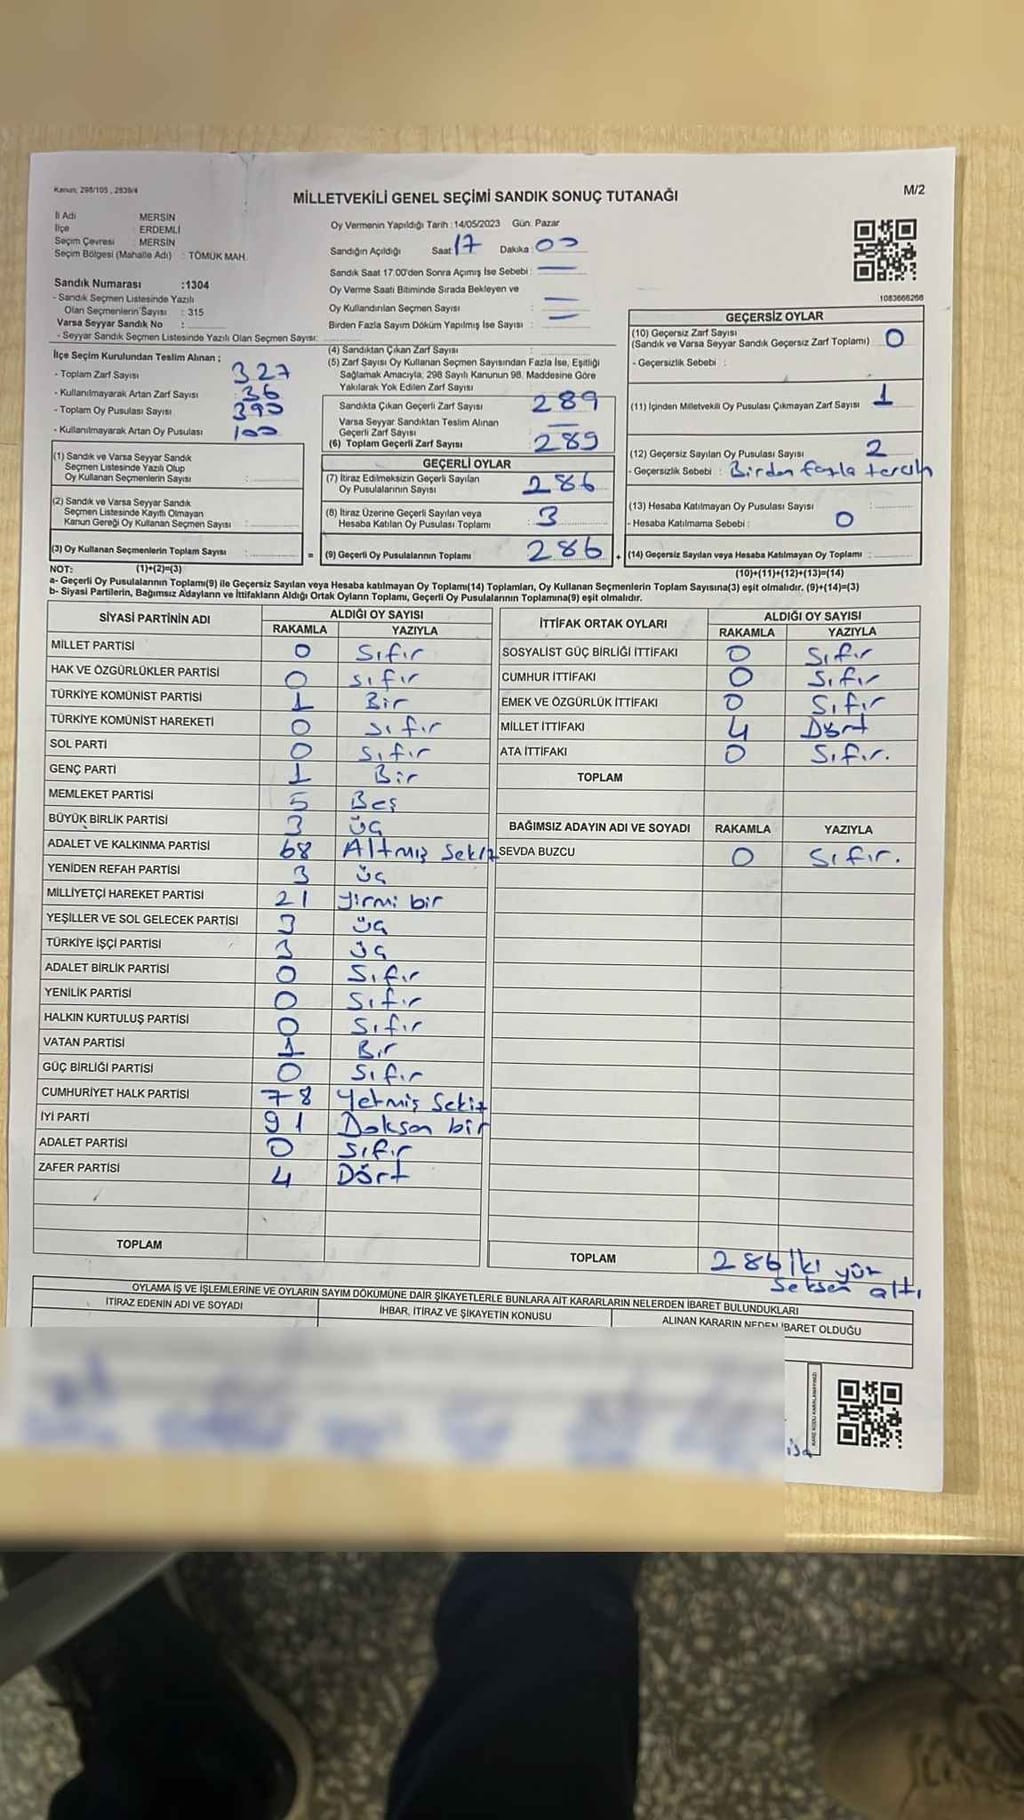 Kanun; 298/105 , 2839/4
MİLLETVEKİLİ GENEL SEÇİMİ SANDIK SONUÇ TUTANAĞI
M/2
İl Adı MERSİN
İlçe : ERDEMLİ
Seçim Çevresi : MERSİN
Seçim Bölgesi (Mahalle Adı) : TÖMÜK MAH.
Sandık Numarası :1304
- Sandık Seçmen Listesinde Yazılı
Olan Seçmenlerin Sayısı : 315
Varsa Seyyar Sandık No :
- Seyyar Sandık Seçmen Listesinde Yazılı Olan Seçmen Sayısı:
Oy Vermenin Yapıldığı Tarih :14/05/2023 Gün: Pazar
Sandığın Açıldığı Saat: 17 Dakika: 00
Sandık Saat 17.00'den Sonra Açımış İse Sebebi : —
Oy Verme Saati Bitiminde Sırada Bekleyen ve
Oy Kullandırılan Seçmen Sayısı : —
Birden Fazla Sayım Döküm Yapılmış İse Sayısı : —
1083666266
İlçe Seçim Kurulundan Teslim Alınan ;
- Toplam Zarf Sayısı : 327
- Kullanılmayarak Artan Zarf Sayısı : 36
- Toplam Oy Pusulası Sayısı : 390
- Kullanılmayarak Artan Oy Pusulası : 100
(1) Sandık ve Varsa Seyyar Sandık
Seçmen Listesinde Yazılı Olup
Oy Kullanan Seçmenlerin Sayısı :
(2) Sandık ve Varsa Seyyar Sandık
Seçmen Listesinde Kayıtlı Olmayan
Kanun Gereği Oy Kullanan Seçmen Sayısı :
(3) Oy Kullanan Seçmenlerin Toplam Sayısı :
(4) Sandıktan Çıkan Zarf Sayısı :
(5) Zarf Sayısı Oy Kullanan Seçmen Sayısından Fazla İse, Eşitliği
Sağlamak Amacıyla, 298 Sayılı Kanunun 98. Maddesine Göre
Yakılarak Yok Edilen Zarf Sayısı :
Sandıkta Çıkan Geçerli Zarf Sayısı : 289
Varsa Seyyar Sandıktan Teslim Alınan
Geçerli Zarf Sayısı : —
(6) Toplam Geçerli Zarf Sayısı : 289
GEÇERLİ OYLAR
(7) İtiraz Edilmeksizin Geçerli Sayılan
Oy Pusulalarının Sayısı : 286
(8) İtiraz Üzerine Geçerli Sayılan veya
Hesaba Katılan Oy Pusulası Toplamı : 3
= (9) Geçerli Oy Pusulalarının Toplamı : 286 +
GEÇERSİZ OYLAR
(10) Geçersiz Zarf Sayısı
(Sandık ve Varsa Seyyar Sandık Geçersiz Zarf Toplamı) : 0
- Geçersizlik Sebebi :
(11) İçinden Milletvekili Oy Pusulası Çıkmayan Zarf Sayısı : 1
(12) Geçersiz Sayılan Oy Pusulası Sayısı : 2
- Geçersizlik Sebebi : Birden fazla tercih
(13) Hesaba Katılmayan Oy Pusulası Sayısı :
- Hesaba Katılmama Sebebi : 0
(14) Geçersiz Sayılan veya Hesaba Katılmayan Oy Toplamı :
NOT: (1)+(2)=(3)
(10)+(11)+(12)+(13)=(14)
a- Geçerli Oy Pusulalarının Toplamı(9) ile Geçersiz Sayılan veya Hesaba katılmayan Oy Toplamı(14) Toplamları, Oy Kullanan Seçmenlerin Toplam Sayısına(3) eşit olmalıdır. (9)+(14)=(3)
b- Siyasi Partilerin, Bağımsız Adayların ve İttifakların Aldığı Ortak Oyların Toplamı, Geçerli Oy Pusulalarının Toplamına(9) eşit olmalıdır.
SİYASİ PARTİNİN ADI ALDIĞI OY SAYISI
RAKAMLA YAZIYLA
MİLLET PARTİSİ 0 Sıfır
HAK VE ÖZGÜRLÜKLER PARTİSİ 0 Sıfır
TÜRKİYE KOMÜNİST PARTİSİ 1 Bir
TÜRKİYE KOMÜNİST HAREKETİ 0 Sıfır
SOL PARTİ 0 Sıfır
GENÇ PARTİ 1 Bir
MEMLEKET PARTİSİ 5 Beş
BÜYÜK BİRLİK PARTİSİ 3 üç
ADALET VE KALKINMA PARTİSİ 68 Altmış Sekiz
YENİDEN REFAH PARTİSİ 3 üç
MİLLİYETÇİ HAREKET PARTİSİ 21 yirmi bir
YEŞİLLER VE SOL GELECEK PARTİSİ 3 üç
TÜRKİYE İŞÇİ PARTİSİ 3 üç
ADALET BİRLİK PARTİSİ 0 Sıfır
YENİLİK PARTİSİ 0 Sıfır
HALKIN KURTULUŞ PARTİSİ 0 Sıfır
VATAN PARTİSİ 1 Bir
GÜÇ BİRLİĞİ PARTİSİ 0 Sıfır
CUMHURİYET HALK PARTİSİ 78 Yetmiş Sekiz
İYİ PARTİ 91 Doksan bir
ADALET PARTİSİ 0 Sıfır
ZAFER PARTİSİ 4 Dört
TOPLAM
İTTİFAK ORTAK OYLARI ALDIĞI OY SAYISI
RAKAMLA YAZIYLA
SOSYALİST GÜÇ BİRLİĞİ İTTİFAKI 0 Sıfır
CUMHUR İTTİFAKI 0 Sıfır
EMEK VE ÖZGÜRLÜK İTTİFAKI 0 Sıfır
MİLLET İTTİFAKI 4 Dört
ATA İTTİFAKI 0 Sıfır.
TOPLAM
BAĞIMSIZ ADAYIN ADI VE SOYADI RAKAMLA YAZIYLA
SEVDA BUZCU 0 Sıfır.
TOPLAM 286 İki yüz
seksen altı
OYLAMA İŞ VE İŞLEMLERİNE VE OYLARIN SAYIM DÖKÜMÜNE DAİR ŞİKAYETLERLE BUNLARA AİT KARARLARIN NELERDEN İBARET BULUNDUKLARI
İTİRAZ EDENİN ADI VE SOYADI İHBAR, İTİRAZ VE ŞİKAYETİN KONUSU ALINAN KARARIN NEDEN İBARET OLDUĞU